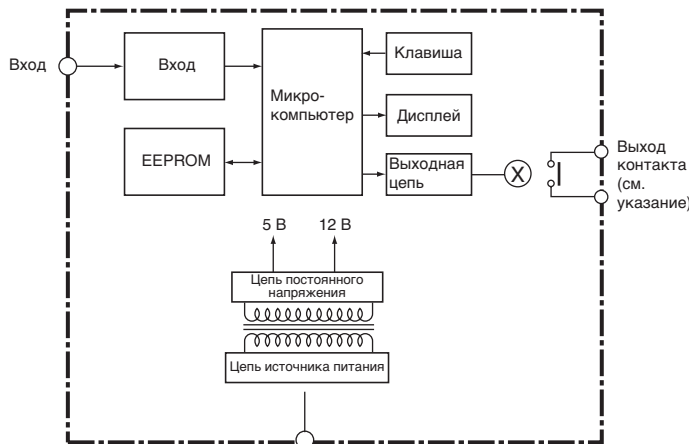 Вход
Вход
EEPROM
Микро-
компьютер
Клавиша
Дисплей
Выходная
цепь
X
Выход
контакта
(см.
указание)
5 В
12 В
Цепь постоянного
напряжения
Цепь источника питания